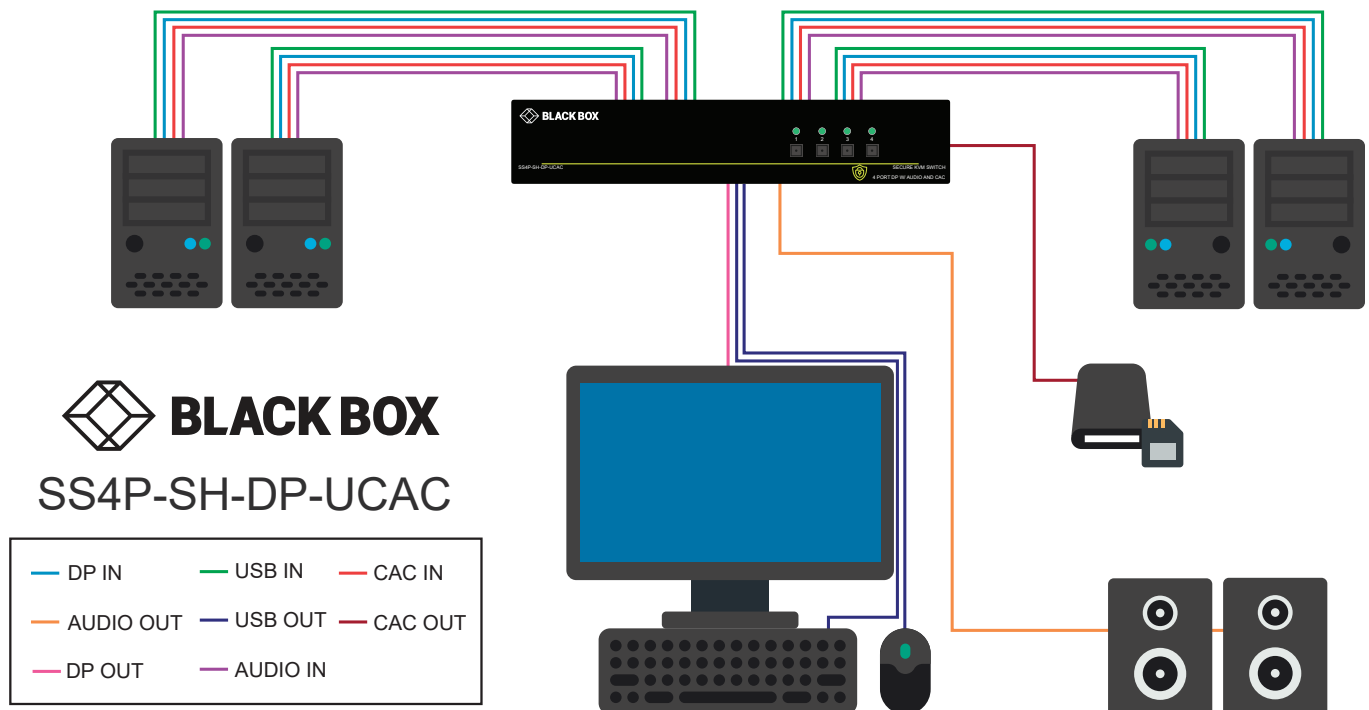 BLACK BOX
1 2 3 4
SS4P-SH-DP-UCAC
SECURE KVM SWITCH
4 PORT DP W/ AUDIO AND CAC
BLACK BOX
SS4P-SH-DP-UCAC
DP IN
USB IN
CAC IN
AUDIO OUT
USB OUT
CAC OUT
DP OUT
AUDIO IN